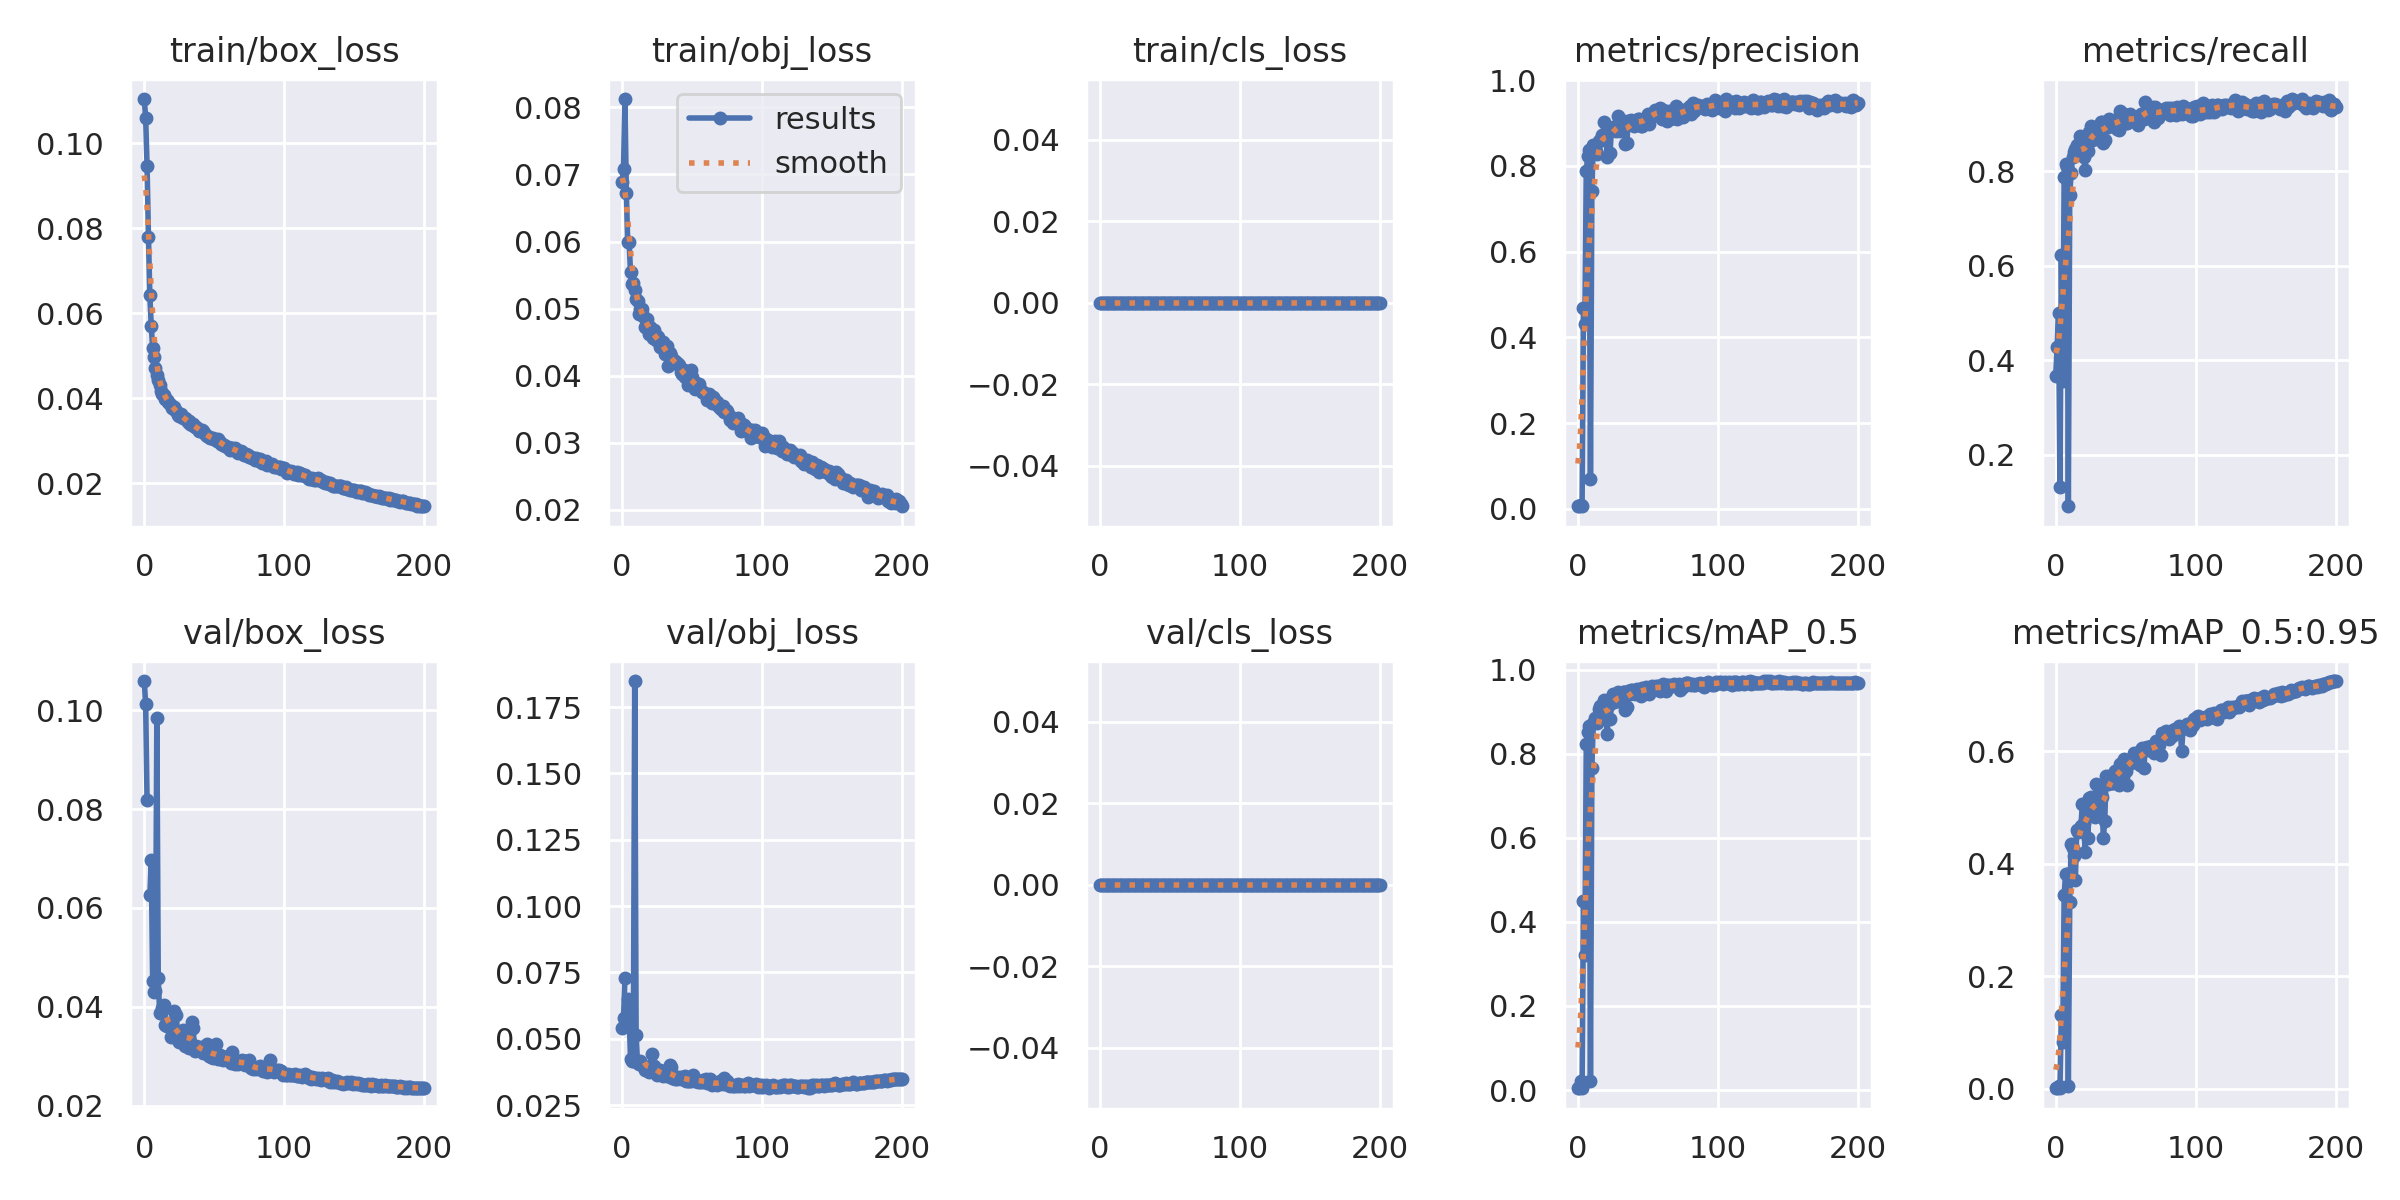 train/box_loss
0.10
0.08
0.06
0.04
0.02
0 100 200
train/obj_loss
results
smooth
0.08
0.07
0.06
0.05
0.04
0.03
0.02
0 100 200
train/cls_loss
0.04
0.02
0.00
−0.02
−0.04
0 100 200
metrics/precision
1.0
0.8
0.6
0.4
0.2
0.0
0 100 200
metrics/recall
0.8
0.6
0.4
0.2
0 100 200
val/box_loss
0.10
0.08
0.06
0.04
0.02
0 100 200
val/obj_loss
0.175
0.150
0.125
0.100
0.075
0.050
0.025
0 100 200
val/cls_loss
0.04
0.02
0.00
−0.02
−0.04
0 100 200
metrics/mAP_0.5
1.0
0.8
0.6
0.4
0.2
0.0
0 100 200
metrics/mAP_0.5:0.95
0.6
0.4
0.2
0.0
0 100 200